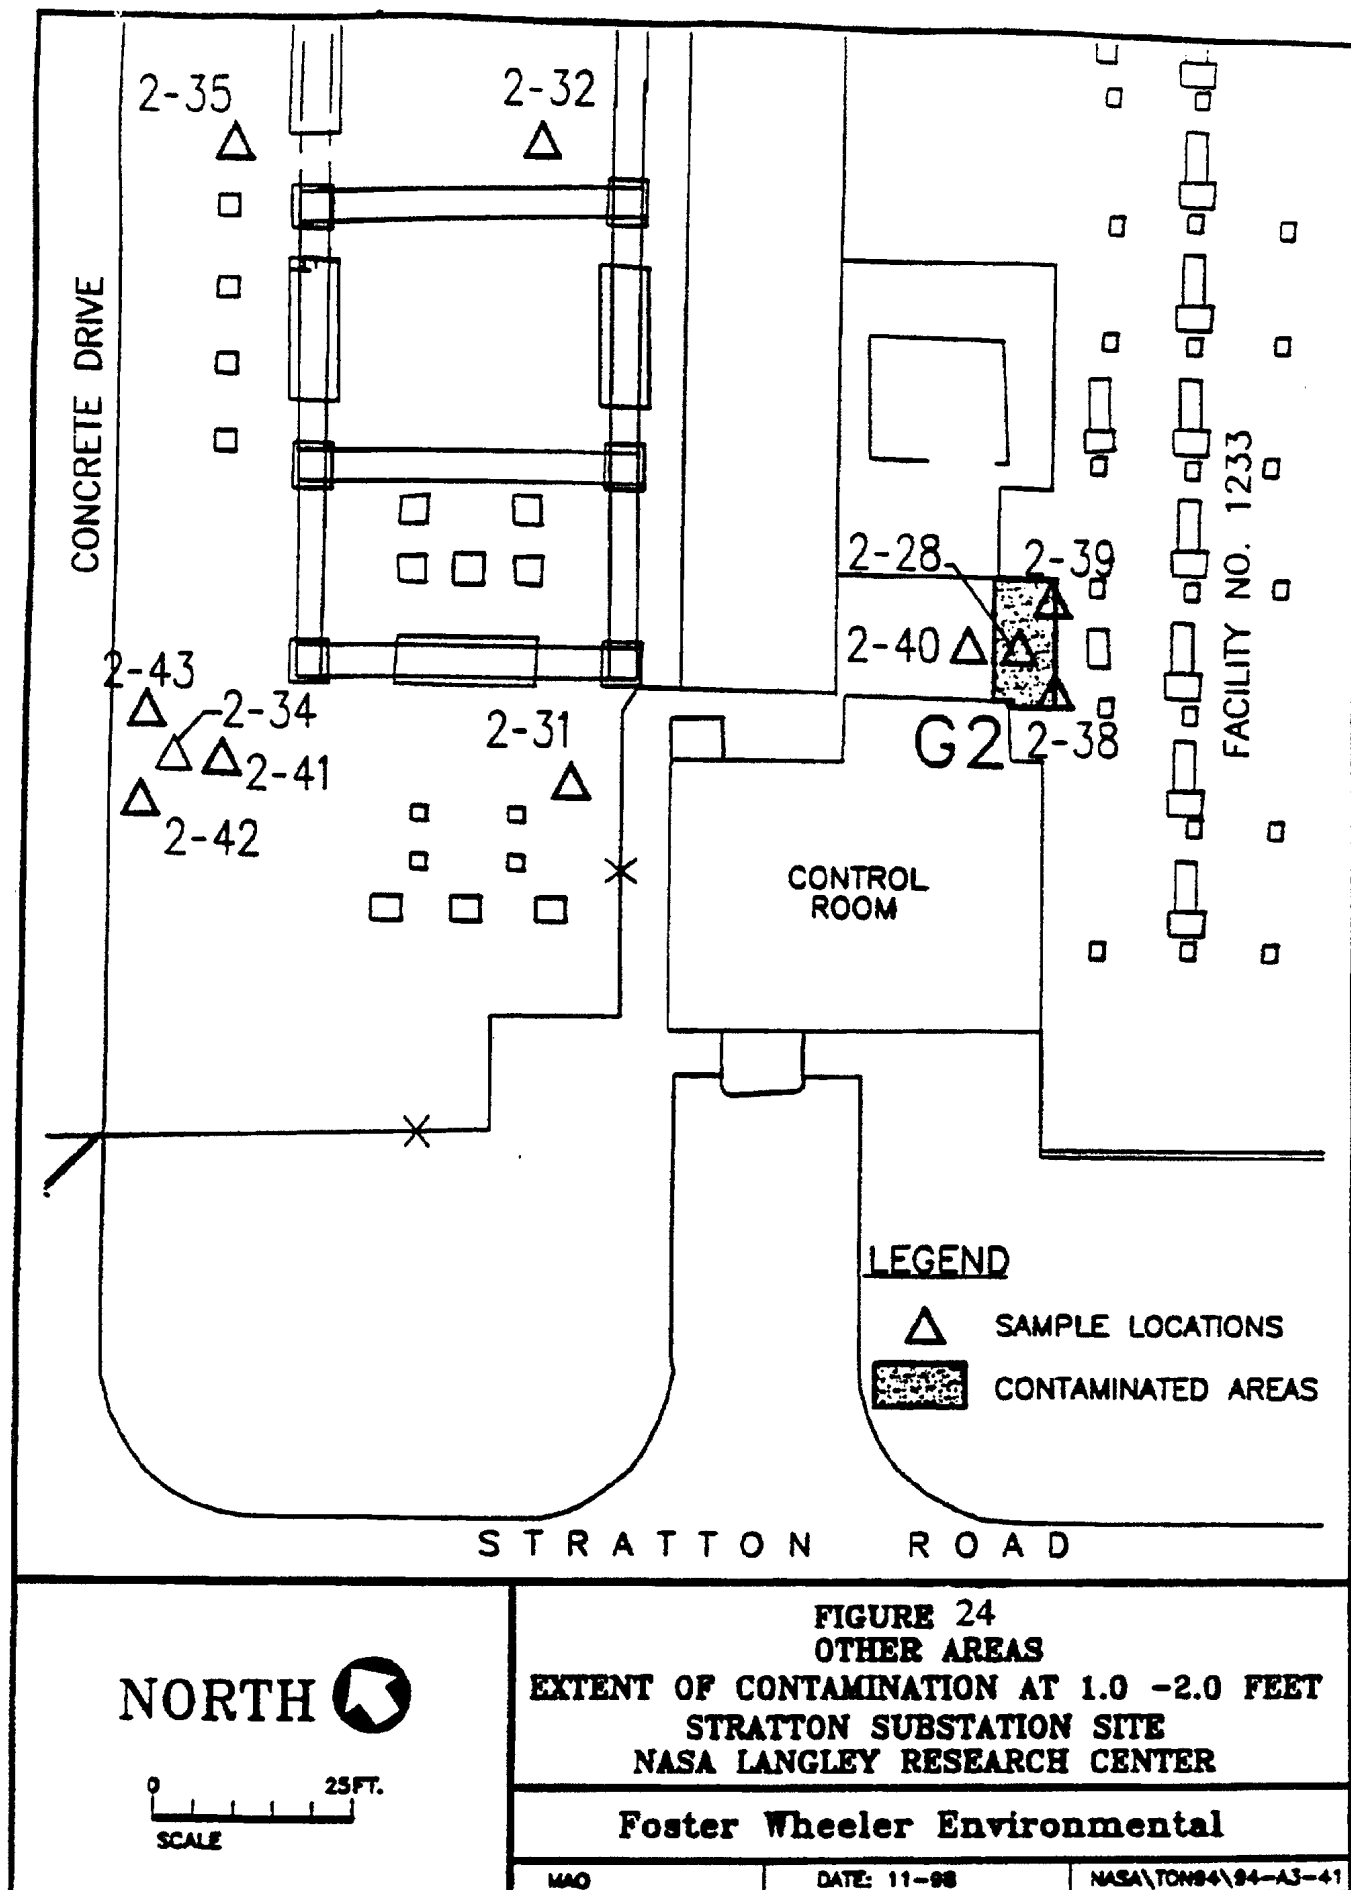 2-35
2-32
CONCRETE DRIVE
2-28
2-39
2-40
FACILITY NO. 1233
2-43
2-34
2-31
G2
2-38
2-41
2-42
CONTROL
ROOM
LEGEND
SAMPLE LOCATIONS
CONTAMINATED AREAS
STRATTON ROAD
NORTH
0 25FT.
SCALE
FIGURE 24
OTHER AREAS
EXTENT OF CONTAMINATION AT 1.0 -2.0 FEET
STRATTON SUBSTATION SITE
NASA LANGLEY RESEARCH CENTER
Foster Wheeler Environmental
MAO
DATE: 11-98
NASA\TON94\94-A3-41